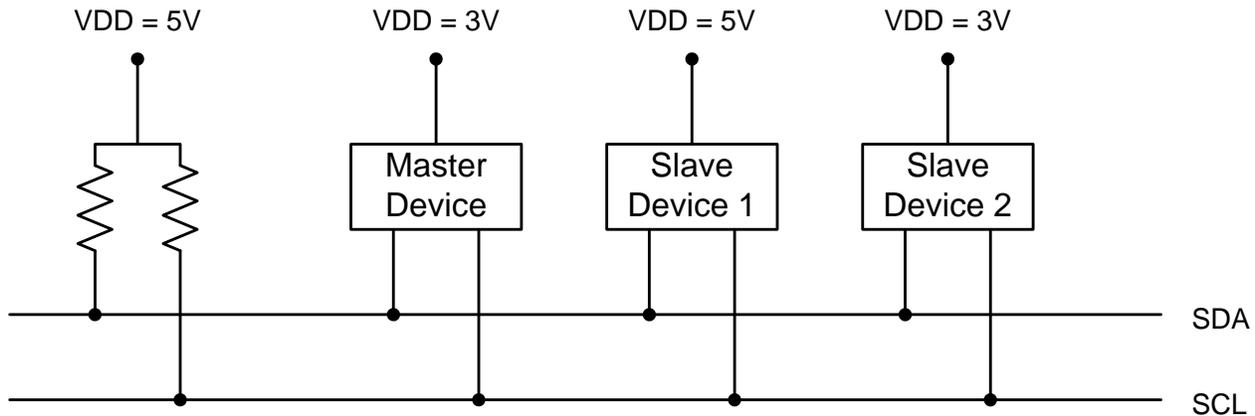 VDD = 5V
VDD = 3V
VDD = 5V
VDD = 3V
Master
Device
Slave
Device 1
Slave
Device 2
SDA
SCL